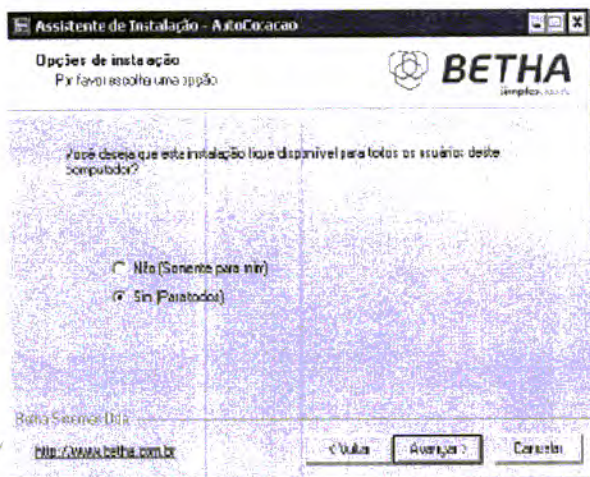 Assistente de Instalação - AutoCotacao
Opções de instalação
Por favor escolha uma opção
BETHA
Você deseja que esta instalação fique disponível para todos os usuários deste
computador?
Não (Somente para mim)
Sim (Para todos)
Betha Sistemas Ltda
http://www.betha.com.br
< Voltar
Avançar >
Cancelar